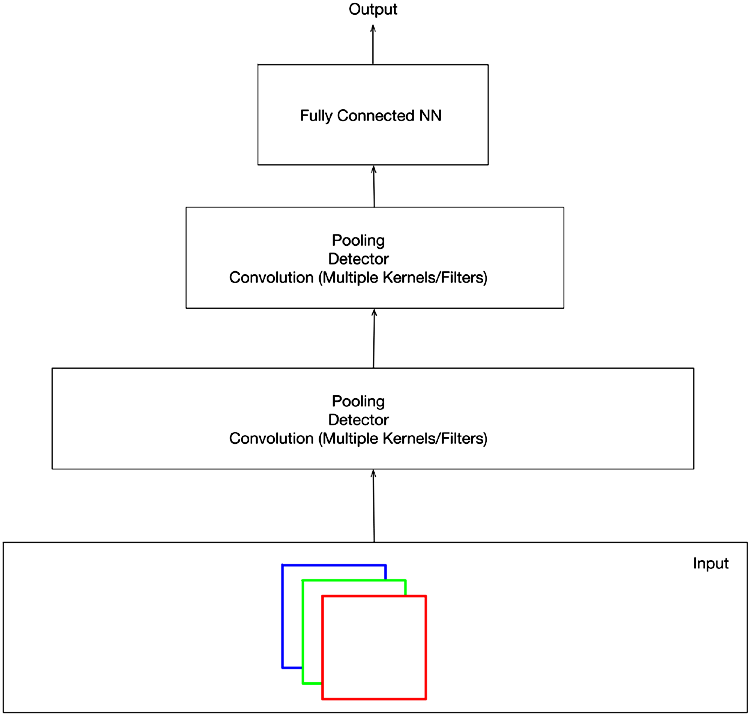 Output
Fully Connected NN
Pooling
Detector
Convolution (Multiple Kernels/Filters)
Pooling
Detector
Convolution (Multiple Kernels/Filters)
Input